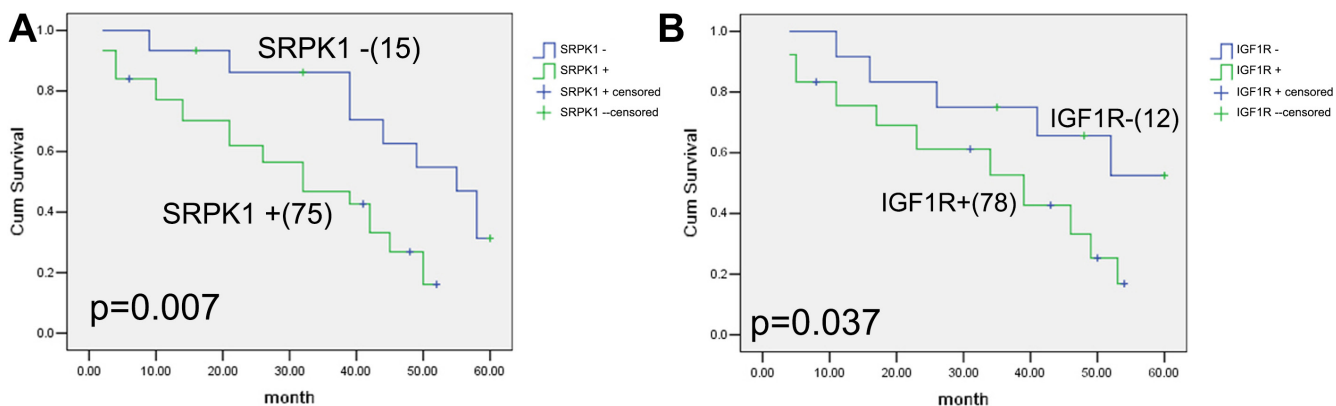 A
SRPK1 -(15)
SRPK1 +(75)
p=0.007
Cum Survival
1.0
0.8
0.6
0.4
0.2
0.0
0.00 10.00 20.00 30.00 40.00 50.00 60.00
month
SRPK1 -
SRPK1 +
SRPK1 + censored
SRPK1 --censored
B
IGF1R-(12)
IGF1R+(78)
p=0.037
Cum Survival
1.0
0.8
0.6
0.4
0.2
0.0
0.00 10.00 20.00 30.00 40.00 50.00 60.00
month
IGF1R -
IGF1R +
IGF1R + censored
IGF1R --censored